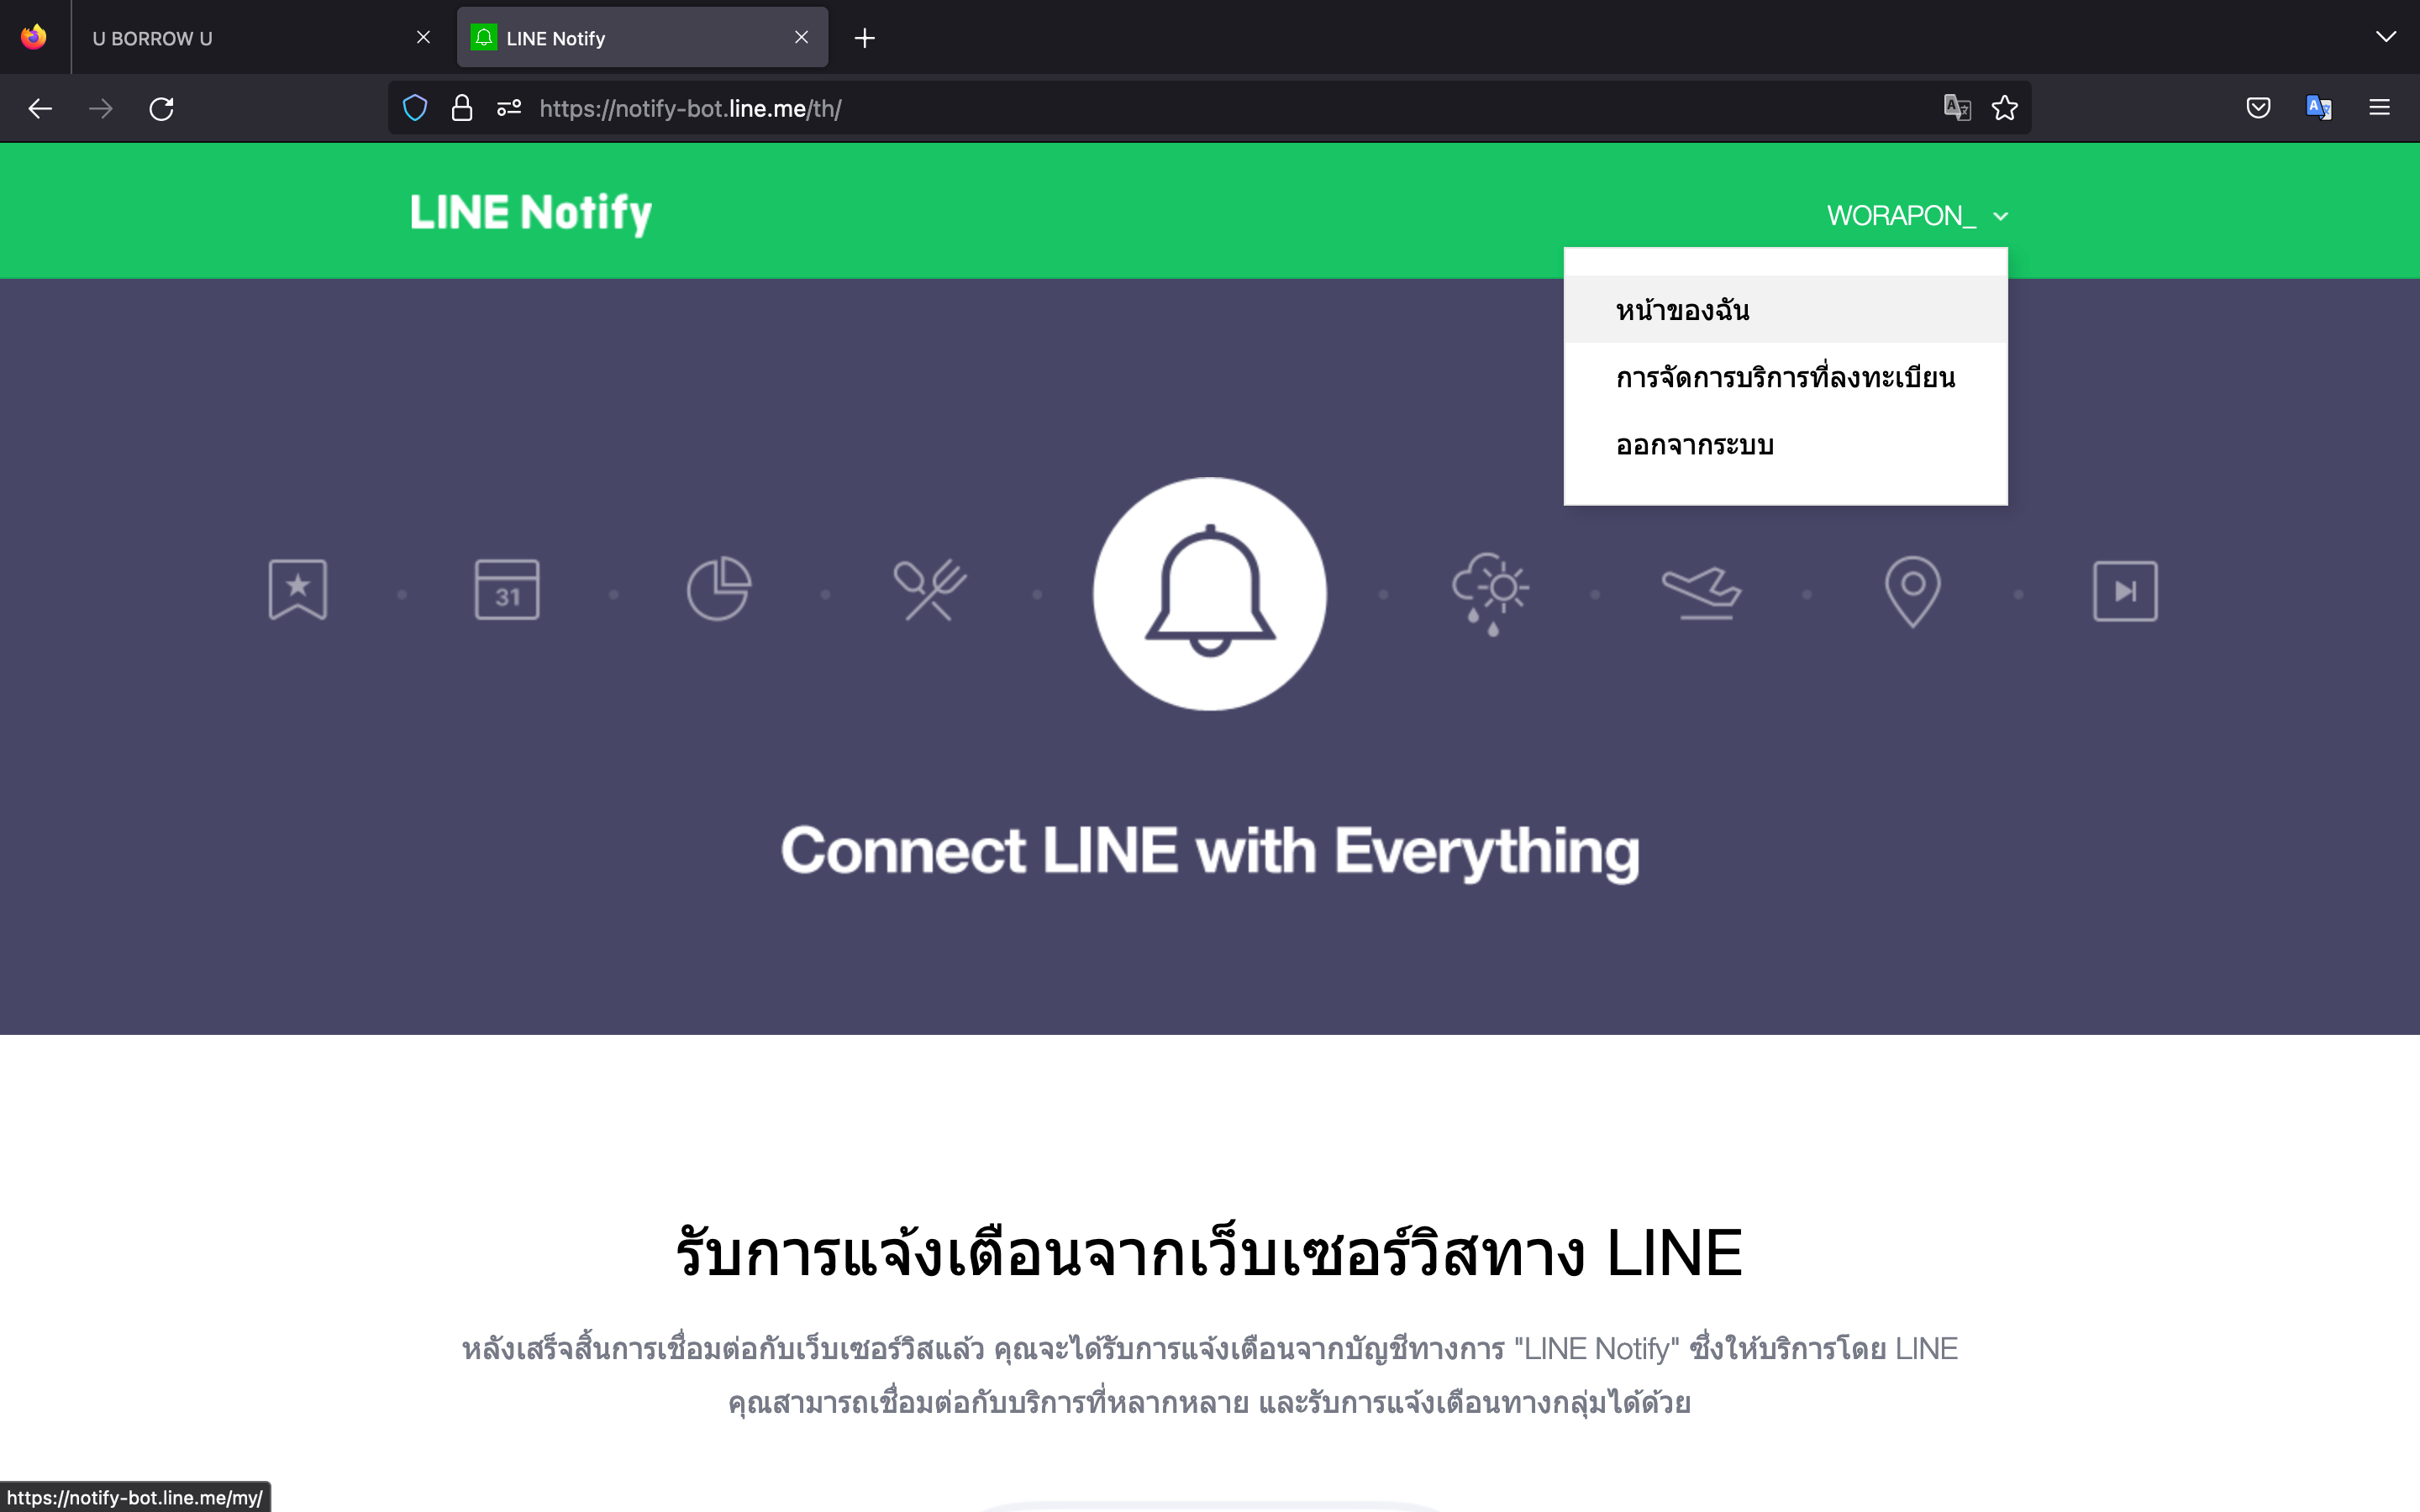 U BORROW U
LINE Notify
https://notify-bot.line.me/th/
LINE Notify
WORAPON_
หน้าของฉัน
การจัดการบริการที่ลงทะเบียน
ออกจากระบบ
31
Connect LINE with Everything
รับการแจ้งเตือนจากเว็บเซอร์วิสทาง LINE
หลังเสร็จสิ้นการเชื่อมต่อกับเว็บเซอร์วิสแล้ว คุณจะได้รับการแจ้งเตือนจากบัญชีทางการ "LINE Notify" ซึ่งให้บริการโดย LINE
คุณสามารถเชื่อมต่อกับบริการที่หลากหลาย และรับการแจ้งเตือนทางกลุ่มได้ด้วย
https://notify-bot.line.me/my/